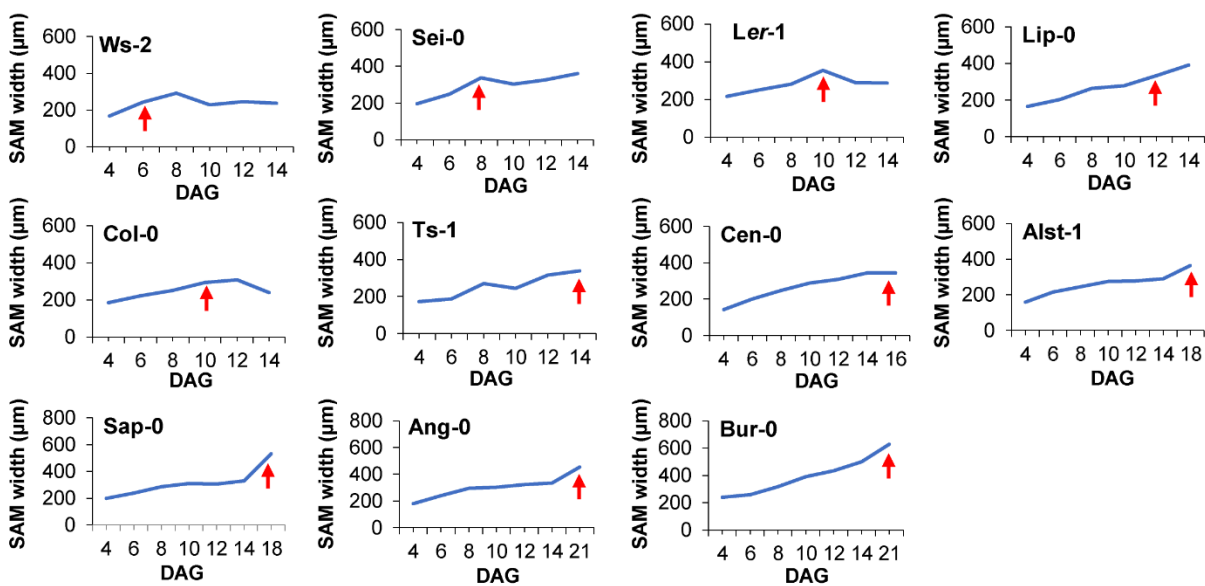 Ws-2
SAM width (µm)
600
400
200
0
4 6 8 10 12 14
DAG
Sei-0
SAM width (µm)
600
400
200
0
4 6 8 10 12 14
DAG
Ler-1
SAM width (µm)
600
400
200
0
4 6 8 10 12 14
DAG
Lip-0
SAM width (µm)
600
400
200
0
4 6 8 10 12 14
DAG
Col-0
SAM width (µm)
600
400
200
0
4 6 8 10 12 14
DAG
Ts-1
SAM width (µm)
600
400
200
0
4 6 8 10 12 14
DAG
Cen-0
SAM width (µm)
600
400
200
0
4 6 8 10 12 14 16
DAG
Alst-1
SAM width (µm)
600
400
200
0
4 6 8 10 12 14 18
DAG
Sap-0
SAM width (µm)
800
600
400
200
0
4 6 8 10 12 14 18
DAG
Ang-0
SAM width (µm)
800
600
400
200
0
4 6 8 10 12 14 21
DAG
Bur-0
SAM width (µm)
800
600
400
200
0
4 6 8 10 12 14 21
DAG